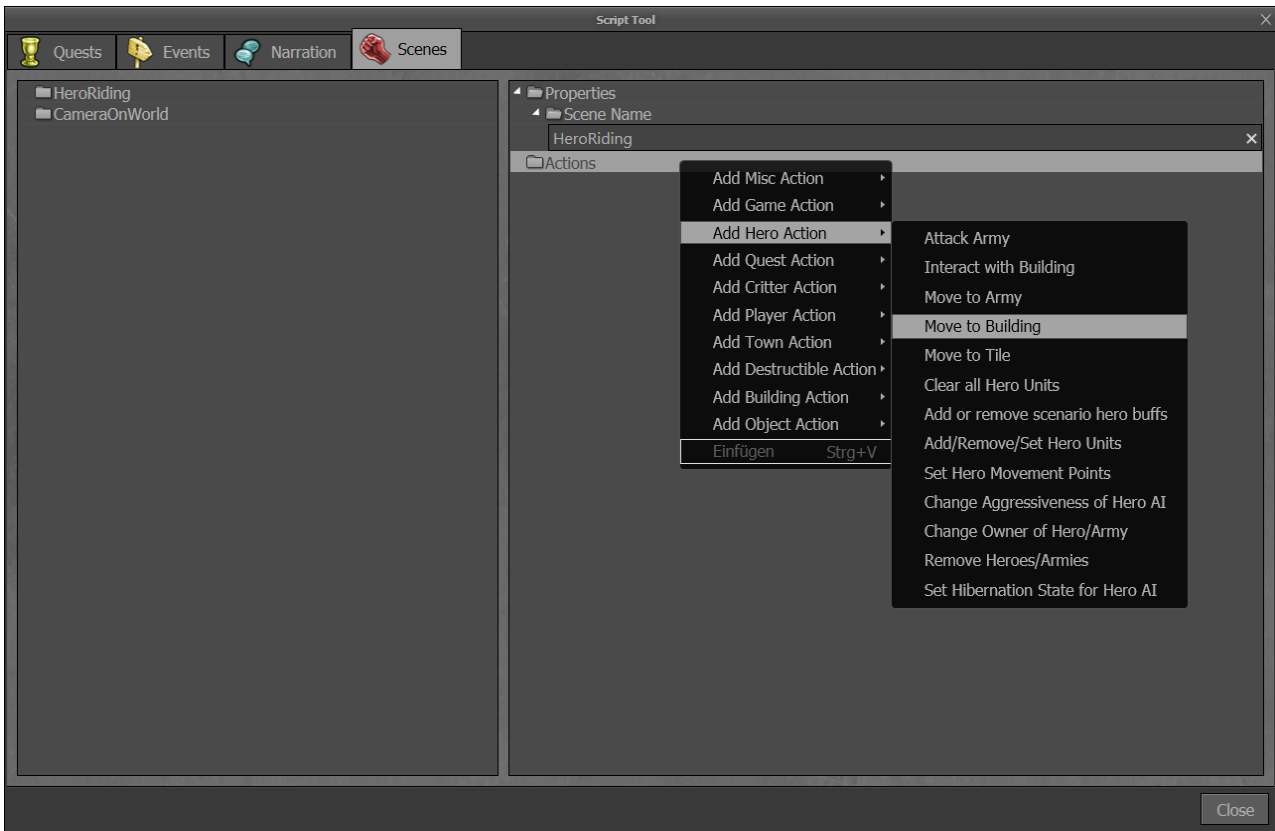 Script Tool
Quests Events Narration Scenes
HeroRiding
CameraOnWorld
Properties
Scene Name
HeroRiding
Actions
Add Misc Action
Add Game Action
Add Hero Action
Add Quest Action
Add Critter Action
Add Player Action
Add Town Action
Add Destructible Action
Add Building Action
Add Object Action
Einfügen Strg+V
Attack Army
Interact with Building
Move to Army
Move to Building
Move to Tile
Clear all Hero Units
Add or remove scenario hero buffs
Add/Remove/Set Hero Units
Set Hero Movement Points
Change Aggressiveness of Hero AI
Change Owner of Hero/Army
Remove Heroes/Armies
Set Hibernation State for Hero AI
Close